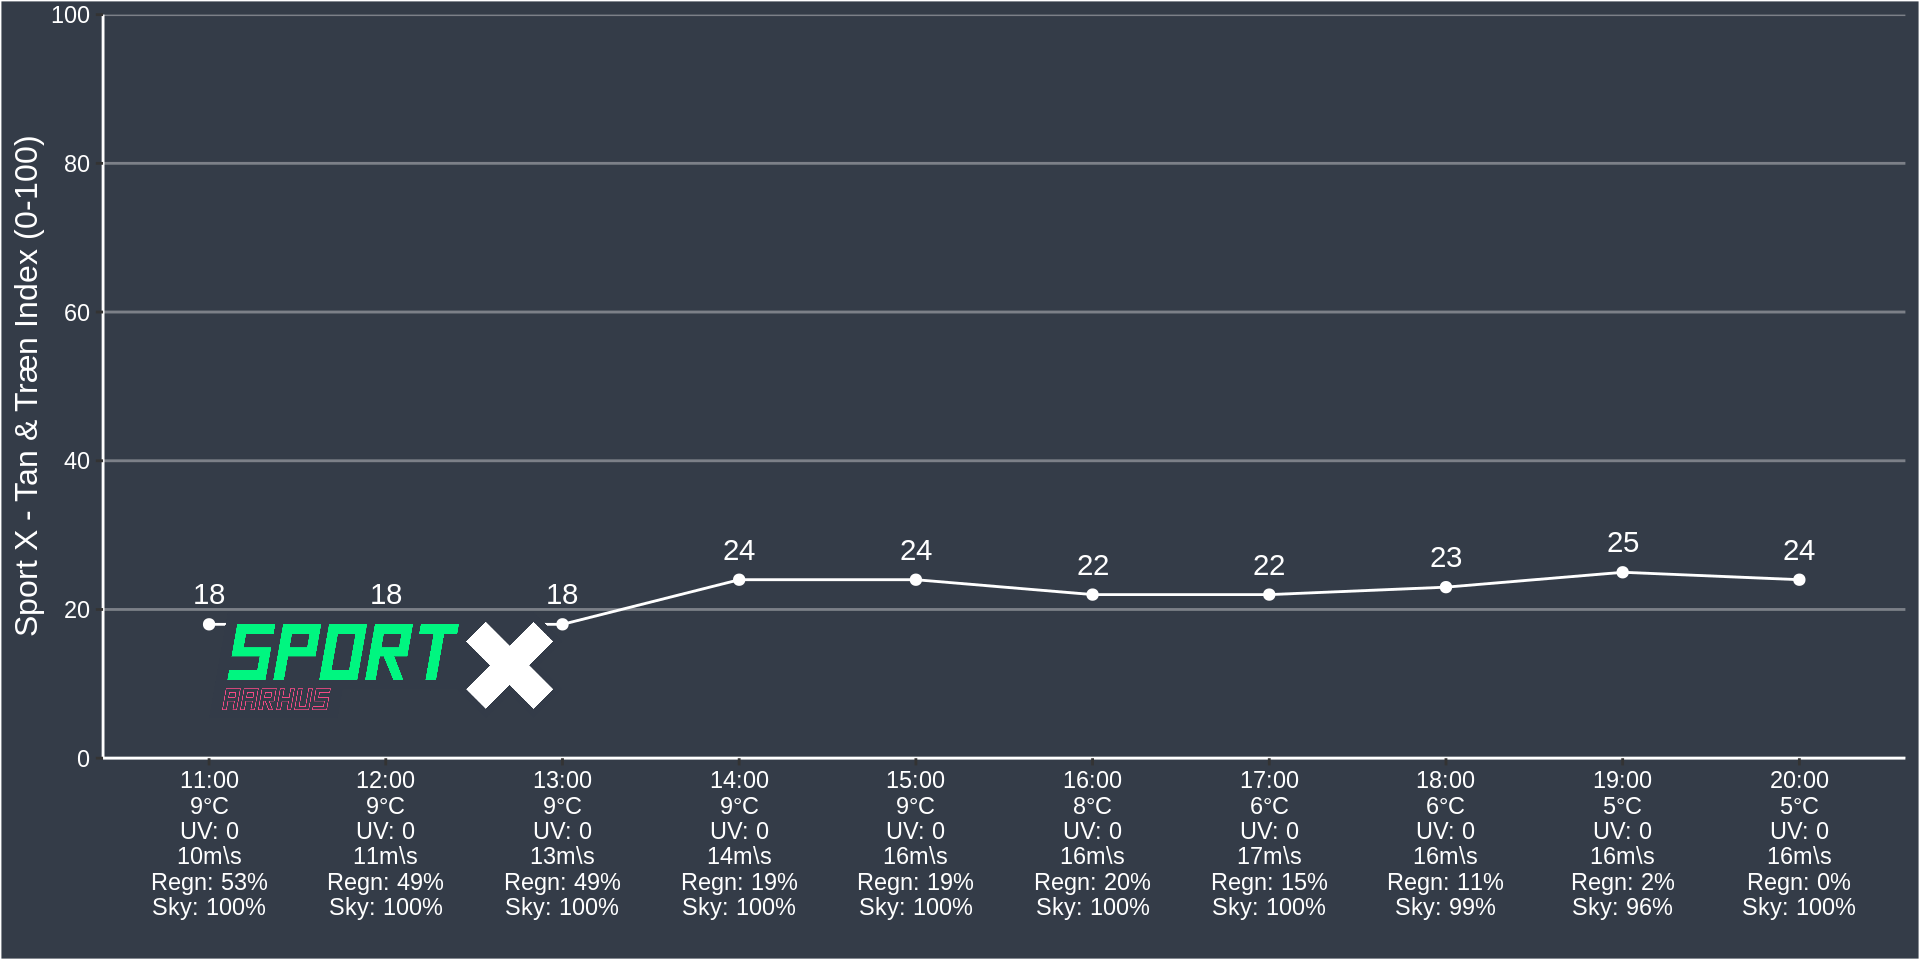 Sport X - Tan & Træn Index (0-100)
100
80
60
40
20
0
18 18 18 24 24 22 22 23 25 24
SPORT X
AARHUS
11:00 12:00 13:00 14:00 15:00 16:00 17:00 18:00 19:00 20:00
9°C 9°C 9°C 9°C 9°C 8°C 6°C 6°C 5°C 5°C
UV: 0 UV: 0 UV: 0 UV: 0 UV: 0 UV: 0 UV: 0 UV: 0 UV: 0 UV: 0
10m\s 11m\s 13m\s 14m\s 16m\s 16m\s 17m\s 16m\s 16m\s 16m\s
Regn: 53% Regn: 49% Regn: 49% Regn: 19% Regn: 19% Regn: 20% Regn: 15% Regn: 11% Regn: 2% Regn: 0%
Sky: 100% Sky: 100% Sky: 100% Sky: 100% Sky: 100% Sky: 100% Sky: 100% Sky: 99% Sky: 96% Sky: 100%